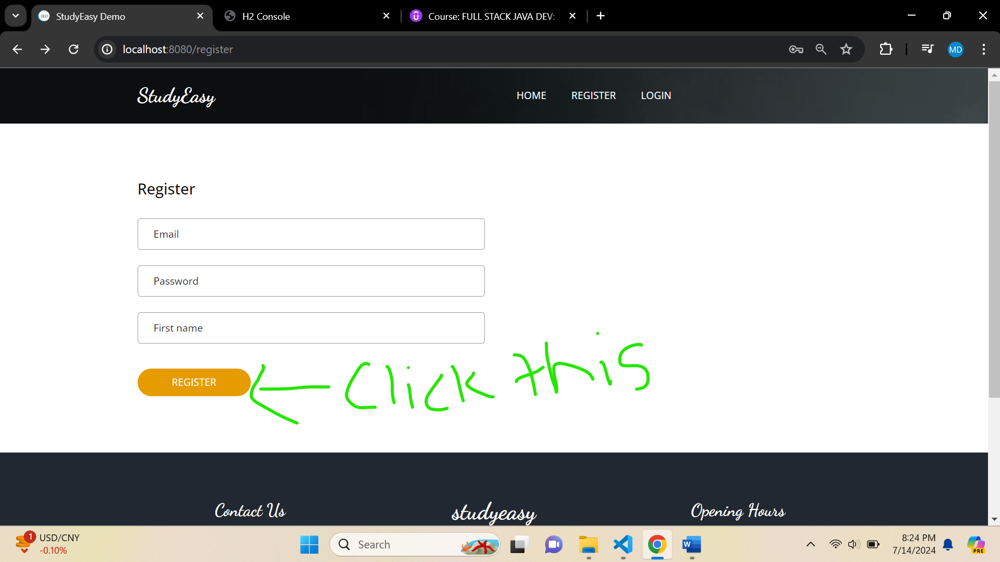 StudyEasy Demo
H2 Console
Course: FULL STACK JAVA DEV:
localhost:8080/register
MD
StudyEasy
HOME
REGISTER
LOGIN
Register
Email
Password
First name
REGISTER
click this
Contact Us
studyeasy
Opening Hours
1
USD/CNY
-0.10%
Search
W
8:24 PM
7/14/2024
PRE